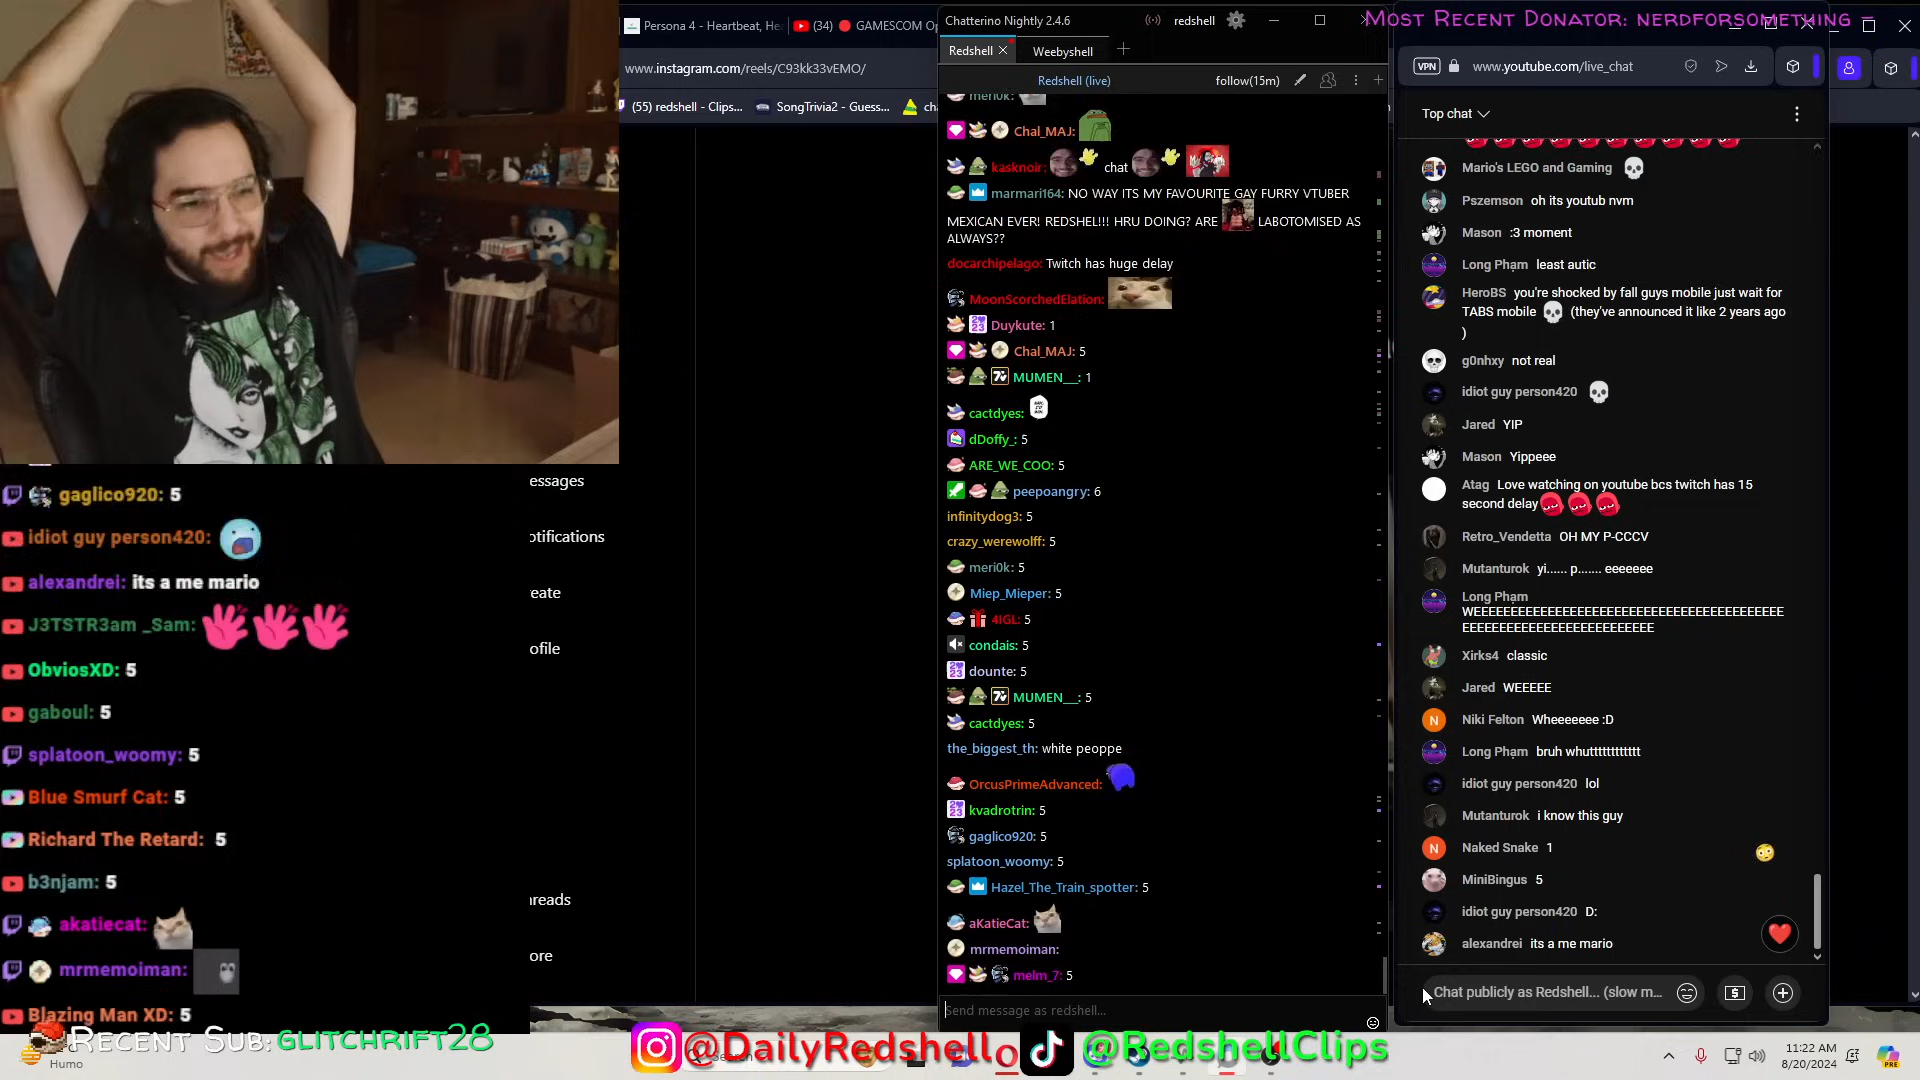 Persona 4 - Heartbeat, He
(34)
GAMESCOM Op
www.instagram.com/reels/C93kk33vEMO/
(55) redshell - Clips...
SongTrivia2 - Gues...
ch
essages
otifications
reate
ofile
hreads
ore
gaglico920: 5
idiot guy person420:
alexandrei: its a me mario
J3TSTR3am _Sam:
ObviosXD: 5
gaboul: 5
splatoon_woomy: 5
Blue Smurf Cat: 5
Richard The Retard: 5
b3njam: 5
akatiecat:
mrmemoiman:
Blazing Man XD: 5
Recent Sub: glitchrift28
Humo
Chatterino Nightly 2.4.6
redshell
Redshell
Weebyshell
Redshell (live)
follow(15m)
meri0k:
Chal_MAJ:
kasknoir: chat
marmari164: NO WAY ITS MY FAVOURITE GAY FURRY VTUBER
MEXICAN EVER! REDSHEL!!! HRU DOING? ARE LABOTOMISED AS
ALWAYS??
docarchipelago: Twitch has huge delay
MoonScorchedElation:
Duykute: 1
Chal_MAJ: 5
MUMEN__: 1
cactdyes:
dDoffy_: 5
ARE_WE_COO: 5
peepoangry: 6
infinitydog3: 5
crazy_werewolff: 5
meri0k: 5
Miep_Mieper: 5
4IGL: 5
condais: 5
dounte: 5
MUMEN__: 5
cactdyes: 5
the_biggest_th: white peoppe
OrcusPrimeAdvanced:
kvadrotrin: 5
gaglico920: 5
splatoon_woomy: 5
Hazel_The_Train_spotter: 5
aKatieCat:
mrmemoiman:
melm_7: 5
Send message as redshell...
@DailyRedshell
@RedshellClips
Most Recent Donator: nerdforsomething -
VPN
www.youtube.com/live_chat
Top chat
Mario's LEGO and Gaming
Pszemson oh its youtub nvm
Mason :3 moment
Long Phạm least autic
HeroBS you're shocked by fall guys mobile just wait for
TABS mobile (they've announced it like 2 years ago
)
g0nhxy not real
idiot guy person420
Jared YIP
Mason Yippeee
Atag Love watching on youtube bcs twitch has 15
second delay
Retro_Vendetta OH MY P-CCCV
Mutanturok yi...... p....... eeeeeee
Long Phạm
WEEEEEEEEEEEEEEEEEEEEEEEEEEEEEEEEEEEEEEEEEE
EEEEEEEEEEEEEEEEEEEEEEEEEE
Xirks4 classic
Jared WEEEEE
Niki Felton Wheeeeeee :D
Long Phạm bruh whuttttttttttt
idiot guy person420 lol
Mutanturok i know this guy
Naked Snake 1
MiniBingus 5
idiot guy person420 D:
alexandrei its a me mario
Chat publicly as Redshell... (slow m...
11:22 AM
8/20/2024